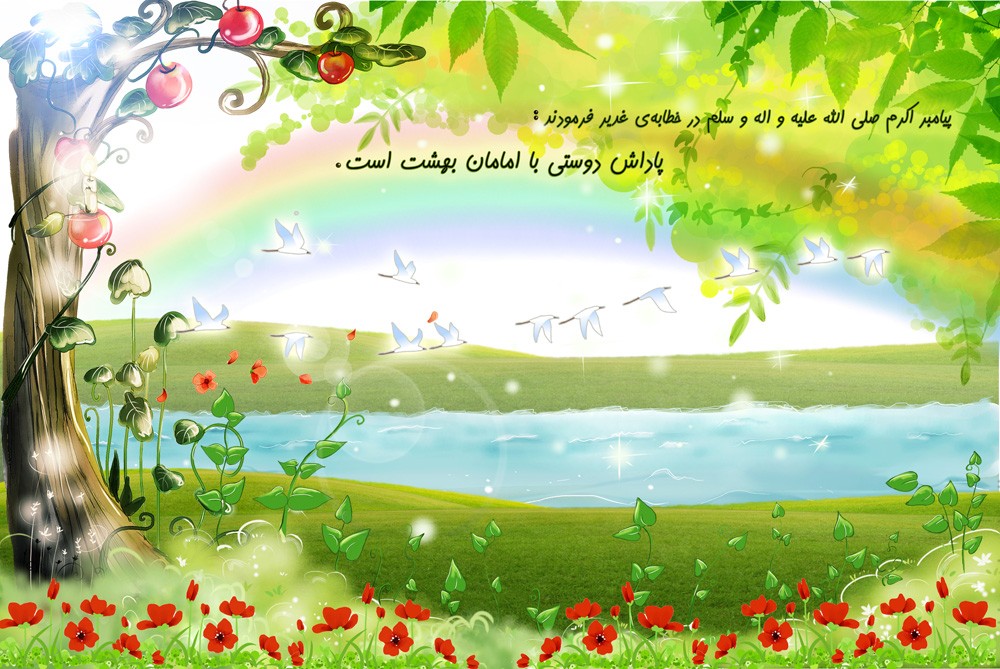 پیامبر اکرم صلی الله علیه و اله و سلم در خطابه‌ی غدیر فرمودند :
پاداش دوستی با امامان بهشت است.